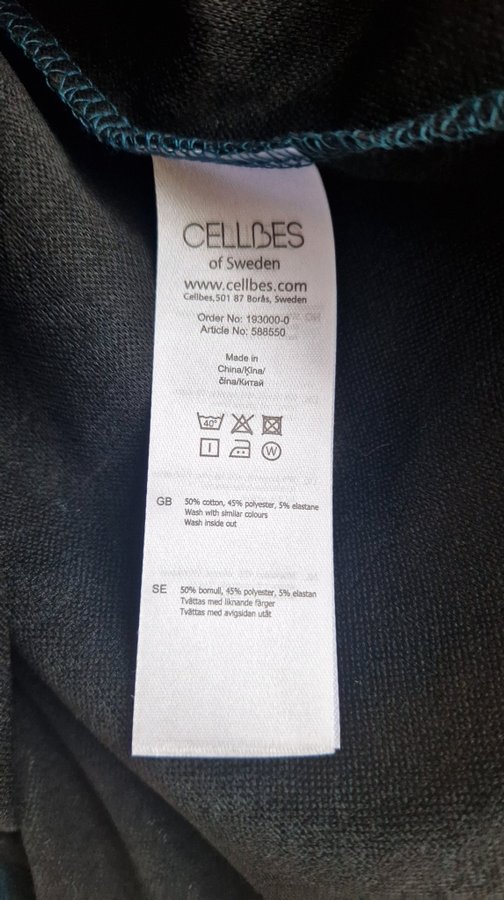 CELLBES
of Sweden
www.cellbes.com
Cellbes, 501 87 Borås, Sweden
Order No: 193000-0
Article No: 588550
Made in
China/Ķīna/
čína/Китай
40°
W
GB 50% cotton, 45% polyester, 5% elastane
Wash with similar colours
Wash inside out
SE 50% bomull, 45% polyester, 5% elastan
Tvättas med liknande färger
Tvättas med avigsidan utåt